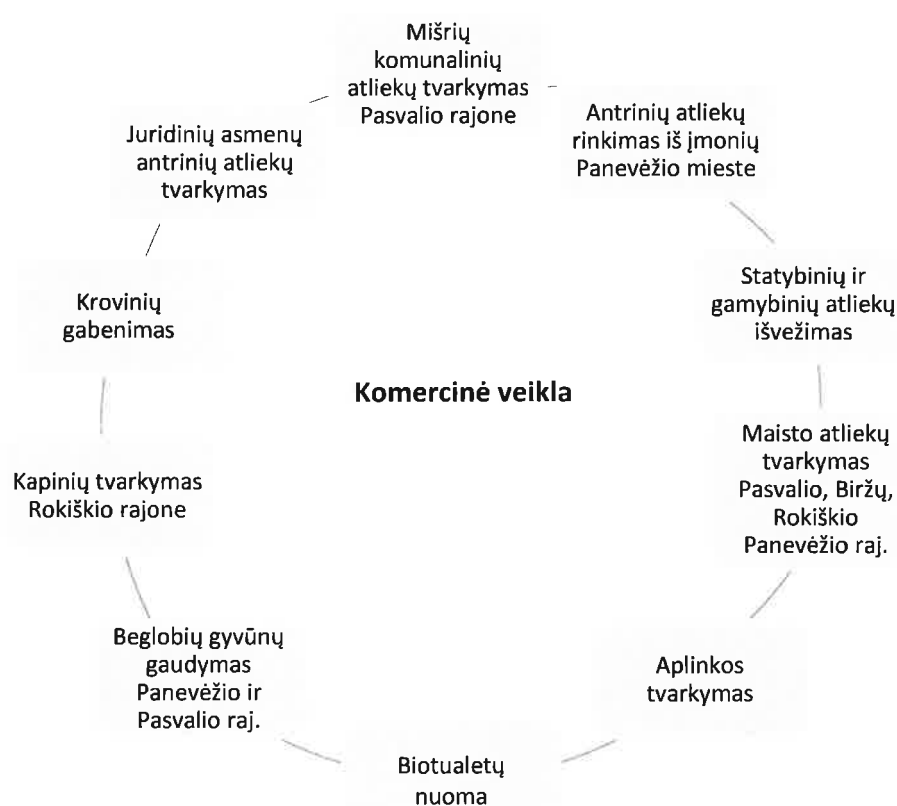 Mišrių
komunalinių
atliekų tvarkymas
Pasvalio rajone
Antrinių atliekų
rinkimas iš įmonių
Panevėžio mieste
Statybinių ir
gamybinių atliekų
išvežimas
Maisto atliekų
tvarkymas
Pasvalio, Biržų,
Rokiškio
Panevėžio raj.
Aplinkos
tvarkymas
Biotualetų
nuoma
Beglobių gyvūnų
gaudymas
Panevėžio ir
Pasvalio raj.
Kapinių tvarkymas
Rokiškio rajone
Krovinių
gabenimas
Juridinių asmenų
antrinių atliekų
tvarkymas
Komercinė veikla